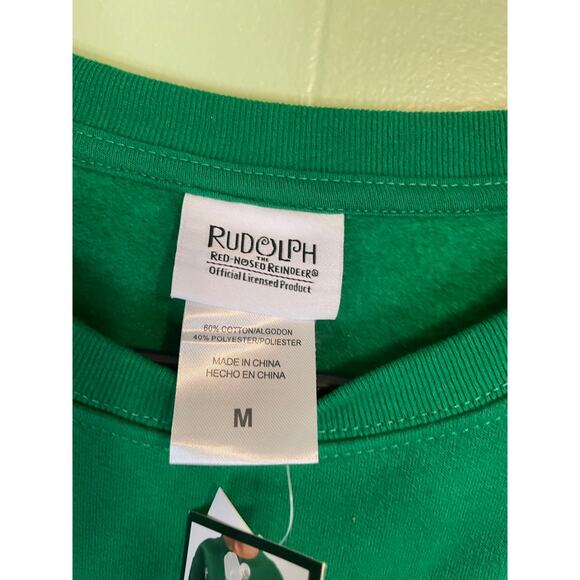 RUDOLPH
THE
RED-NOSED REINDEER®
Official Licensed Product
60% COTTON/ALGODON
40% POLYESTER/POLIESTER
MADE IN CHINA
HECHO EN CHINA
M